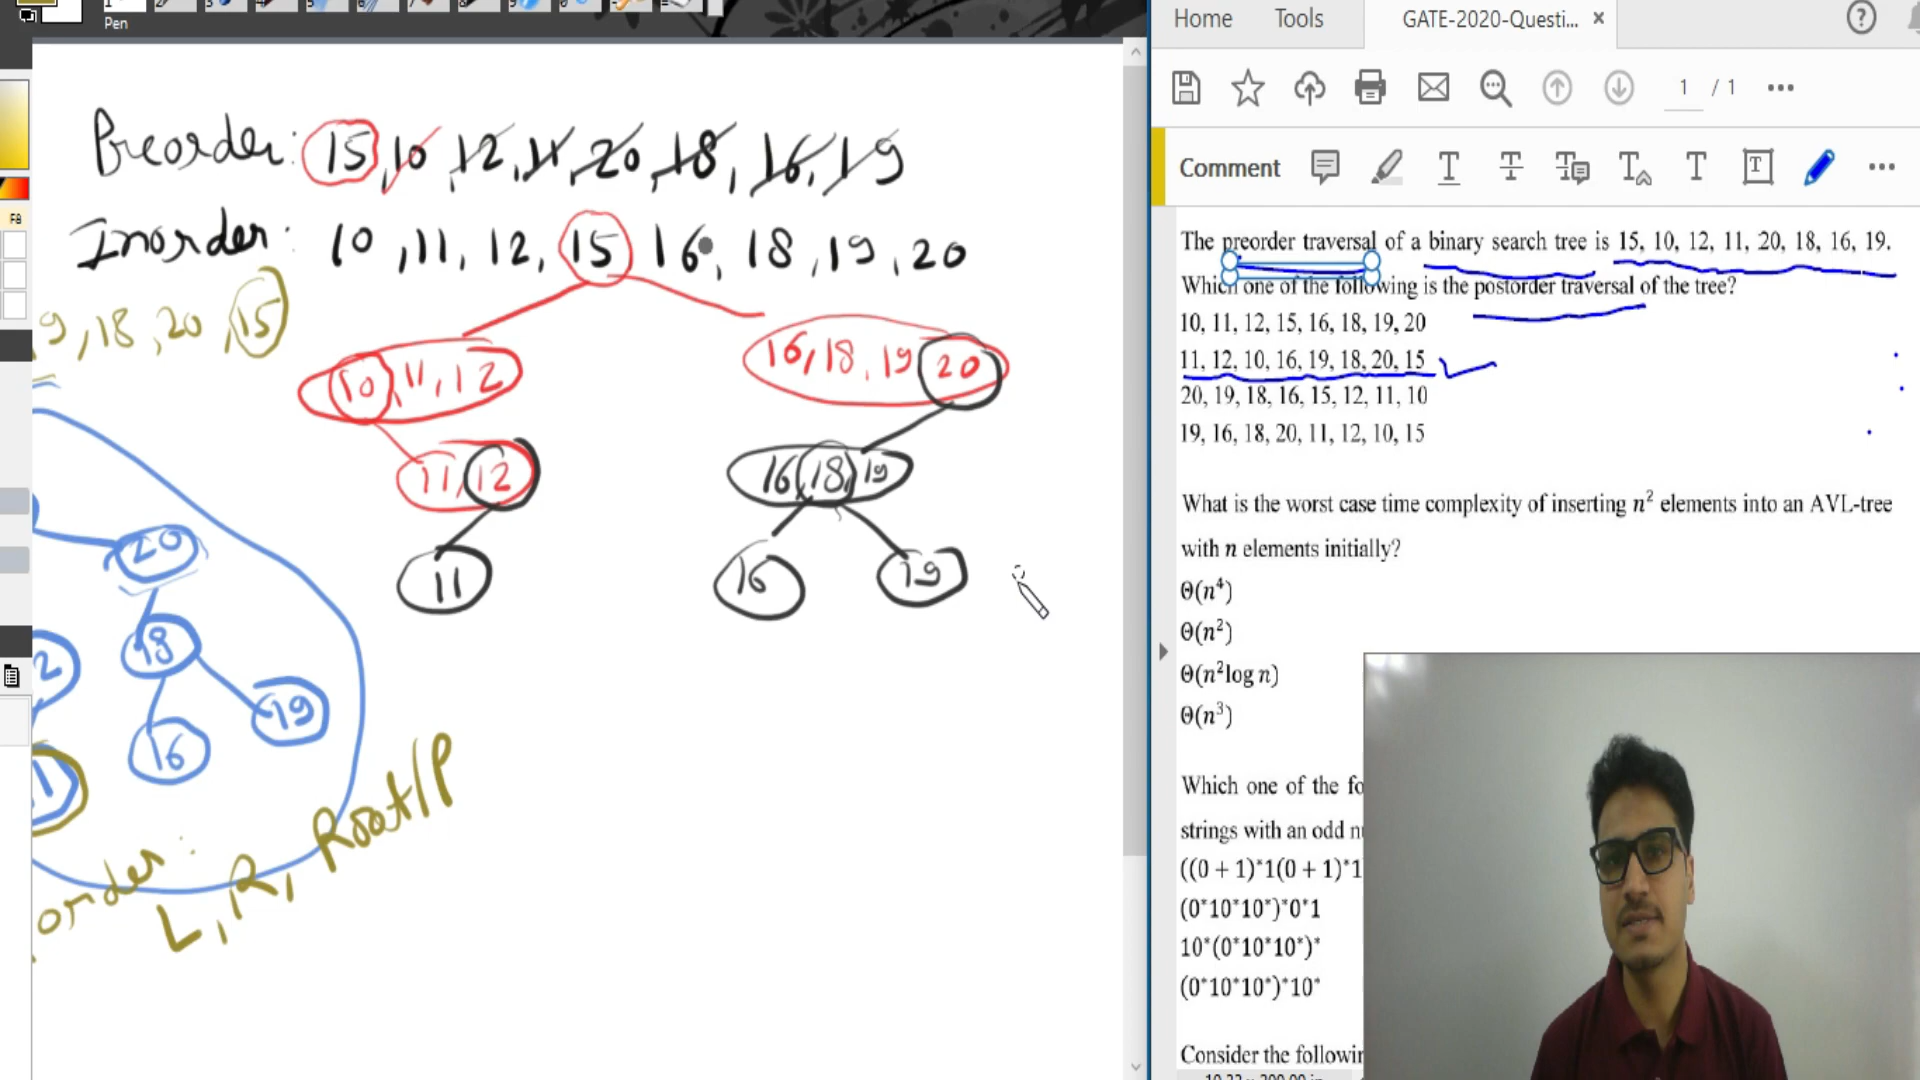 Pen
F8
Preorder: 15, 10, 12, 11, 20, 18, 16, 19
Inorder: 10, 11, 12, 15 16, 18, 19, 20
9, 18, 20, 15
10, 11, 12
16, 18, 19 20
11, 12
16, 18, 19
11
16
19
20
18
2
19
16
1
order:
L, R, Root/P
Home Tools GATE-2020-Questi... ×
?
1 / 1
Comment
The preorder traversal of a binary search tree is 15, 10, 12, 11, 20, 18, 16, 19.
Which one of the following is the postorder traversal of the tree?
10, 11, 12, 15, 16, 18, 19, 20
11, 12, 10, 16, 19, 18, 20, 15
20, 19, 18, 16, 15, 12, 11, 10
19, 16, 18, 20, 11, 12, 10, 15
What is the worst case time complexity of inserting n² elements into an AVL-tree
with n elements initially?
Θ(n⁴)
Θ(n²)
Θ(n²log n)
Θ(n³)
Which one of the fo
strings with an odd n
((0 + 1)*1(0 + 1)*1
(0*10*10*)*0*1
10*(0*10*10*)*
(0*10*10*)*10*
Consider the followin